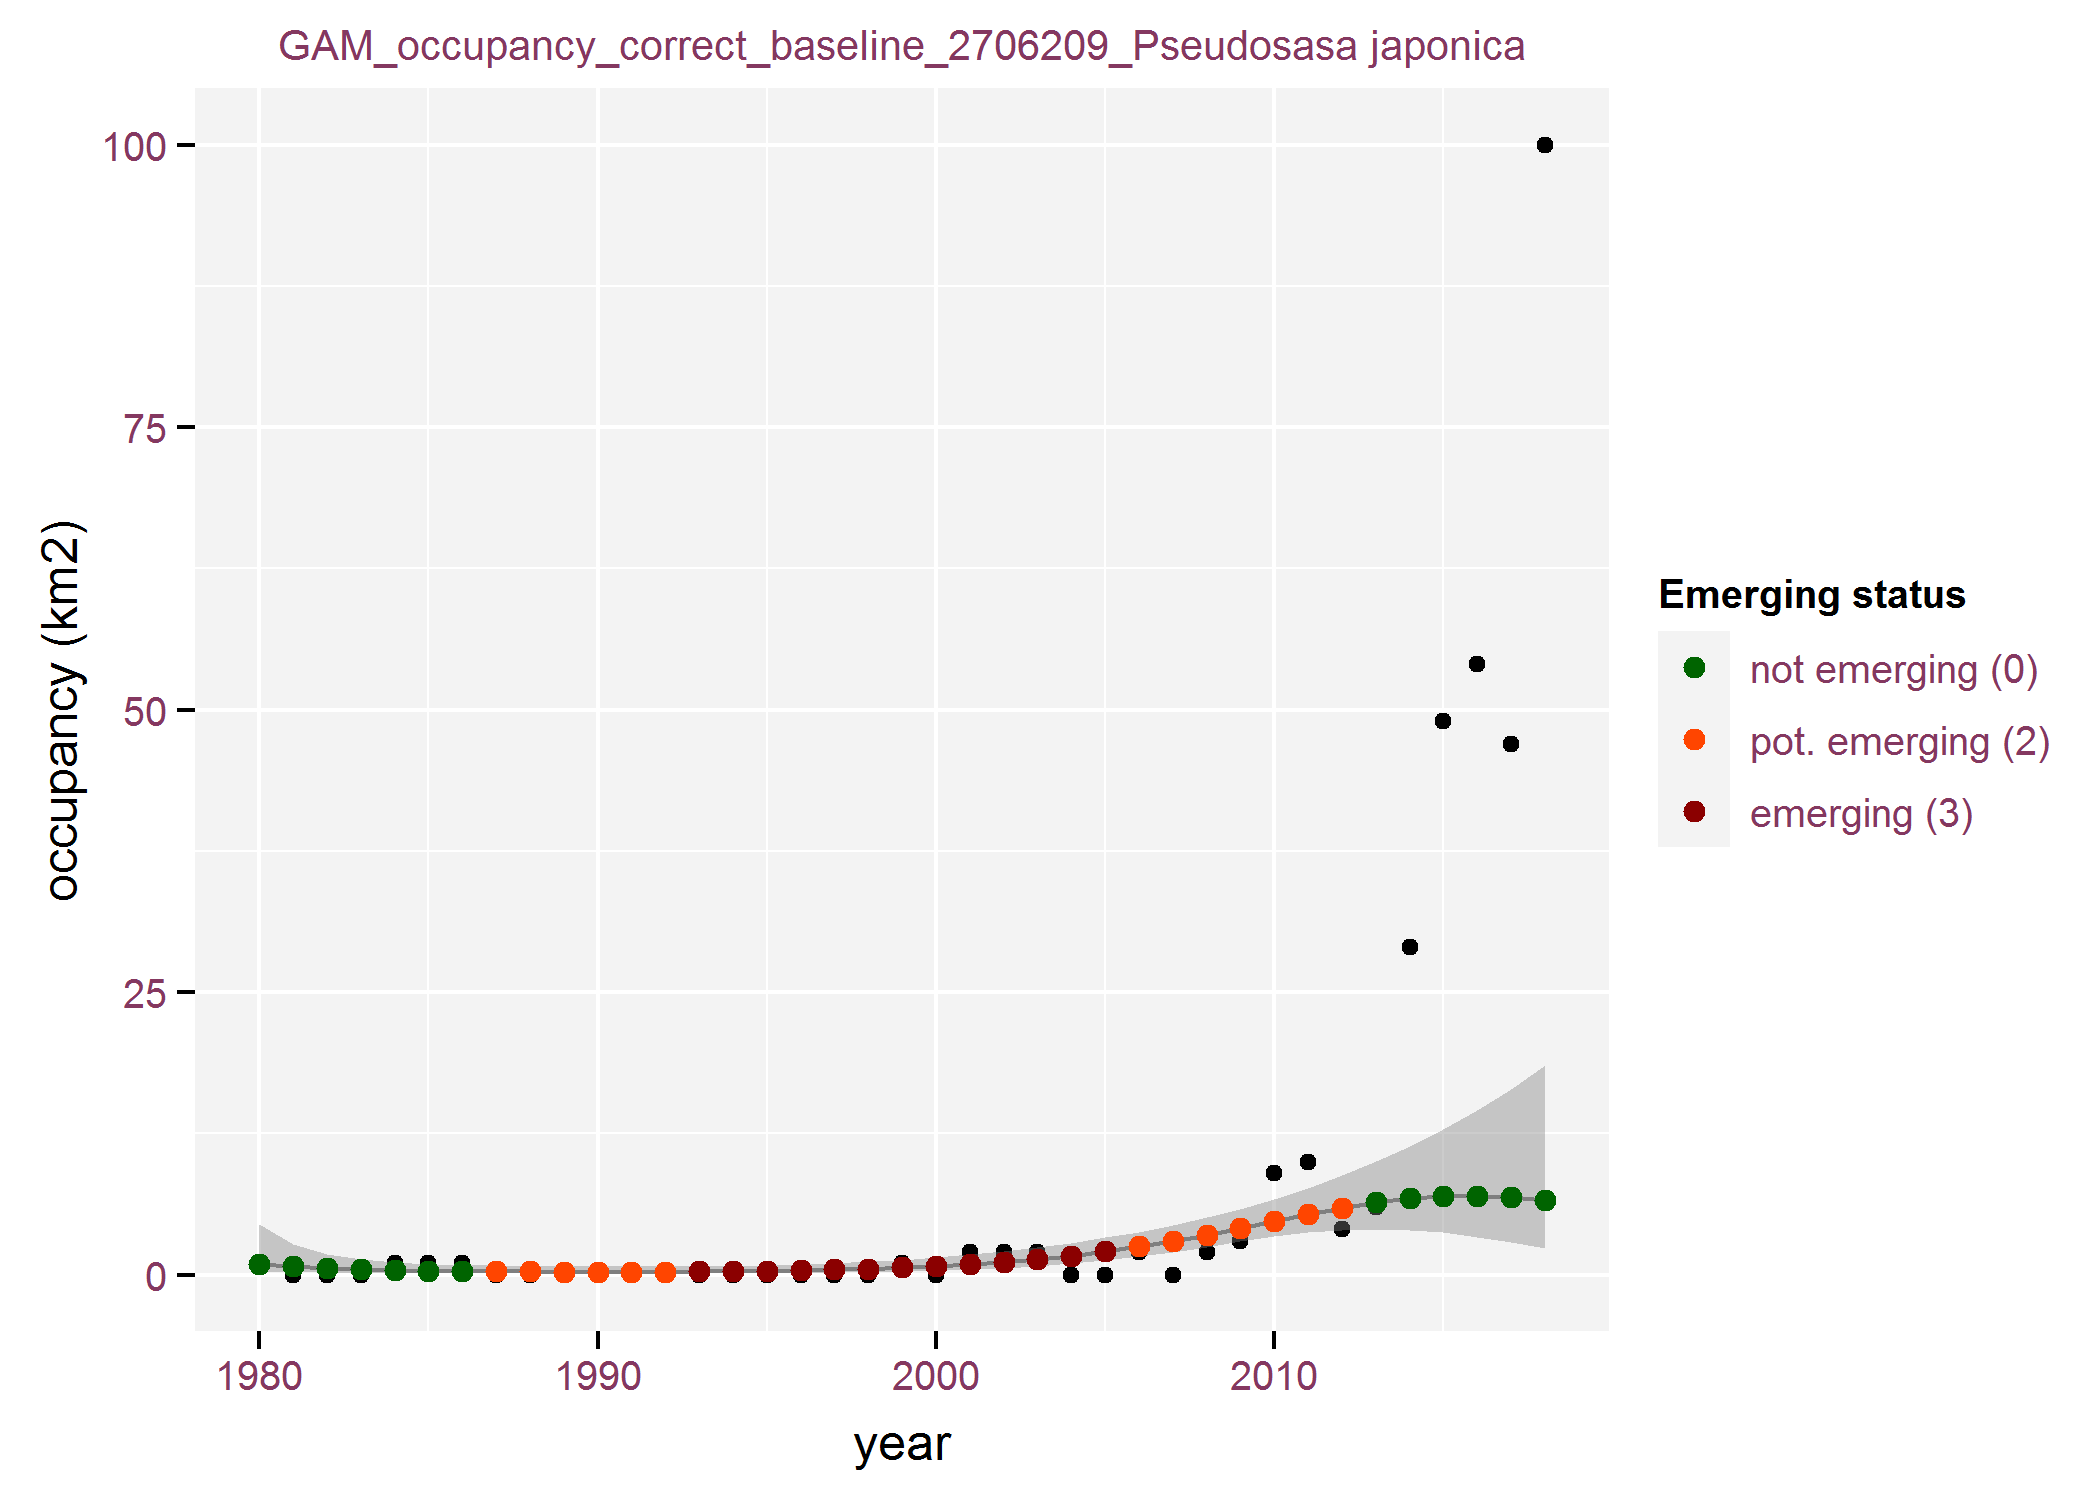 GAM_occupancy_correct_baseline_2706209_Pseudosasa japonica
occupancy (km2)
100
75
50
25
0
1980 1990 2000 2010
year
Emerging status
not emerging (0)
pot. emerging (2)
emerging (3)